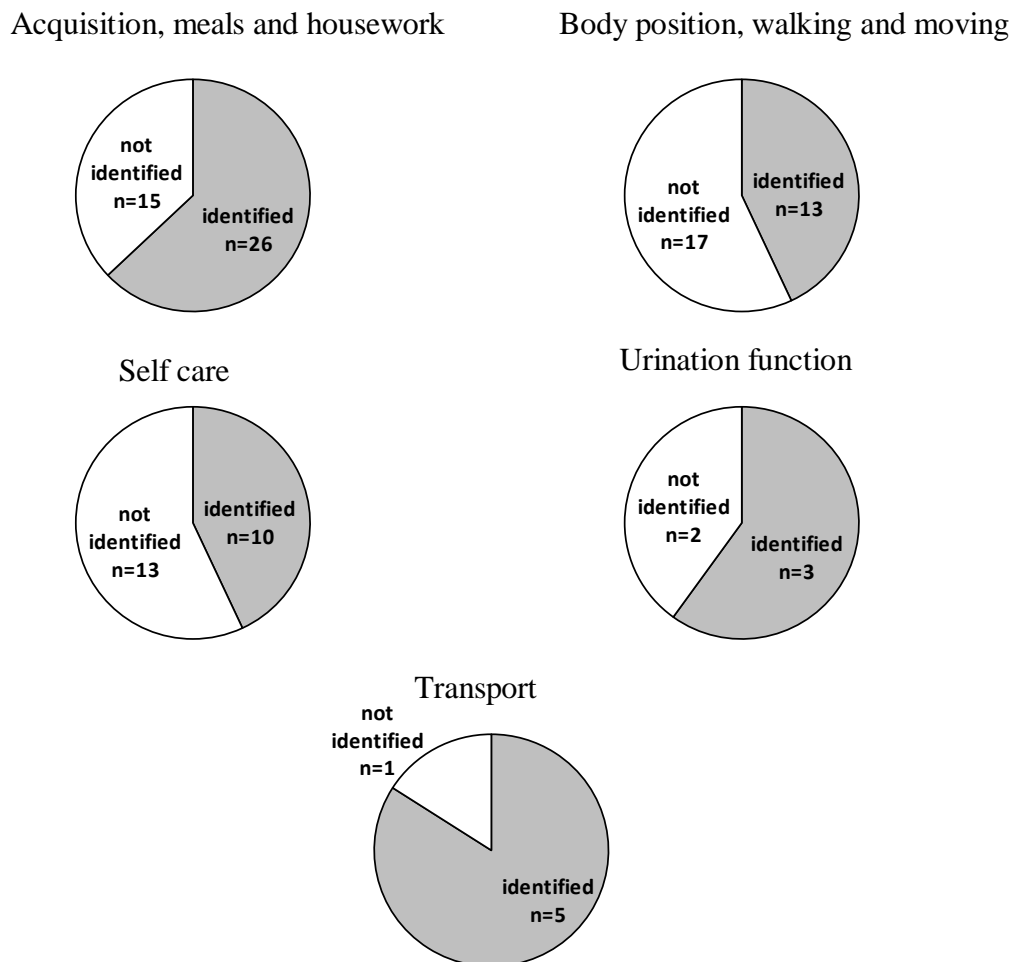 Acquisition, meals and housework
not
identified
n=15
identified
n=26
Body position, walking and moving
not
identified
n=17
identified
n=13
Self care
not
identified
n=13
identified
n=10
Urination function
not
identified
n=2
identified
n=3
Transport
not
identified
n=1
identified
n=5